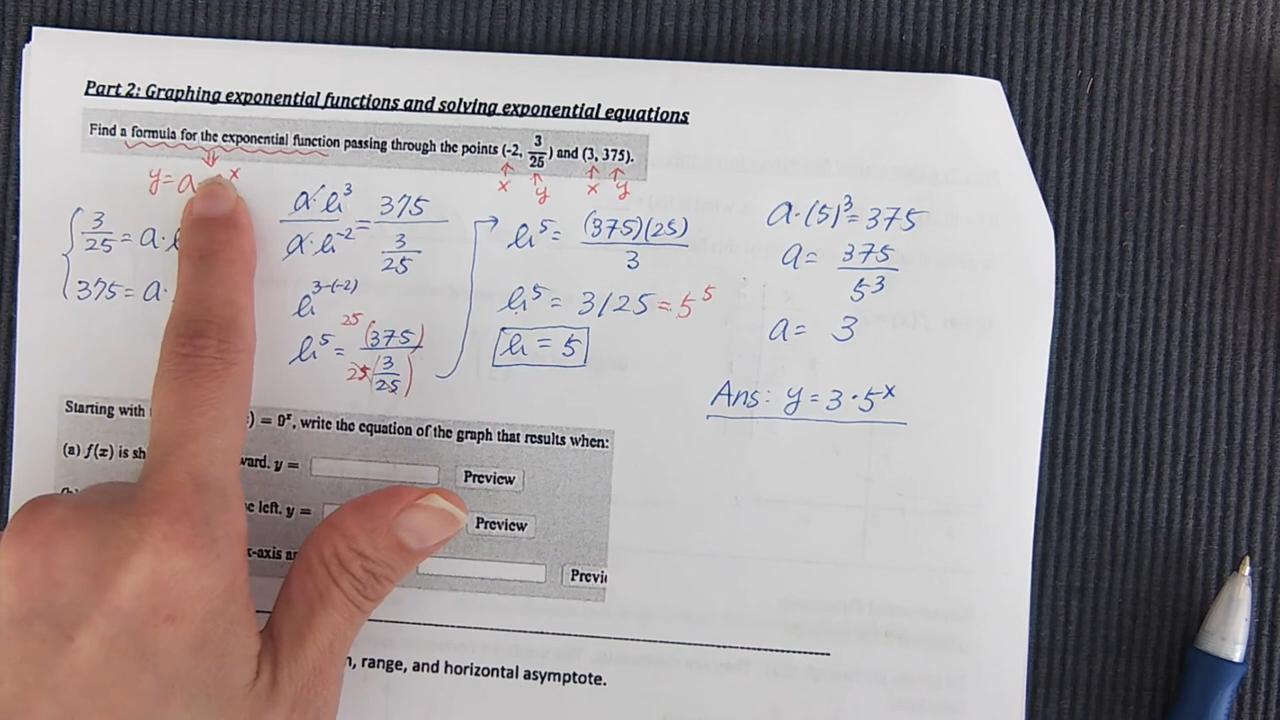 Part 2: Graphing exponential functions and solving exponential equations
Find a formula for the exponential function passing through the points (-2, 3/25) and (3, 375).
x y x y
y = a x
3/25 = a ·
375 = a ·
a·b^3 / a·b^-2 = 375 / (3/25)
b^3-(-2)
b^5 = 25 (375) / 25 (3/25)
b^5 = (375)(25) / 3
b^5 = 3125 = 5^5
b = 5
a·(5)^3 = 375
a = 375 / 5^3
a = 3
Ans: y = 3·5^x
Starting with ) = 9^x, write the equation of the graph that results when:
(a) f(x) is sh ward. y = Preview
left. y = Preview
x-axis Previ
, range, and horizontal asymptote.